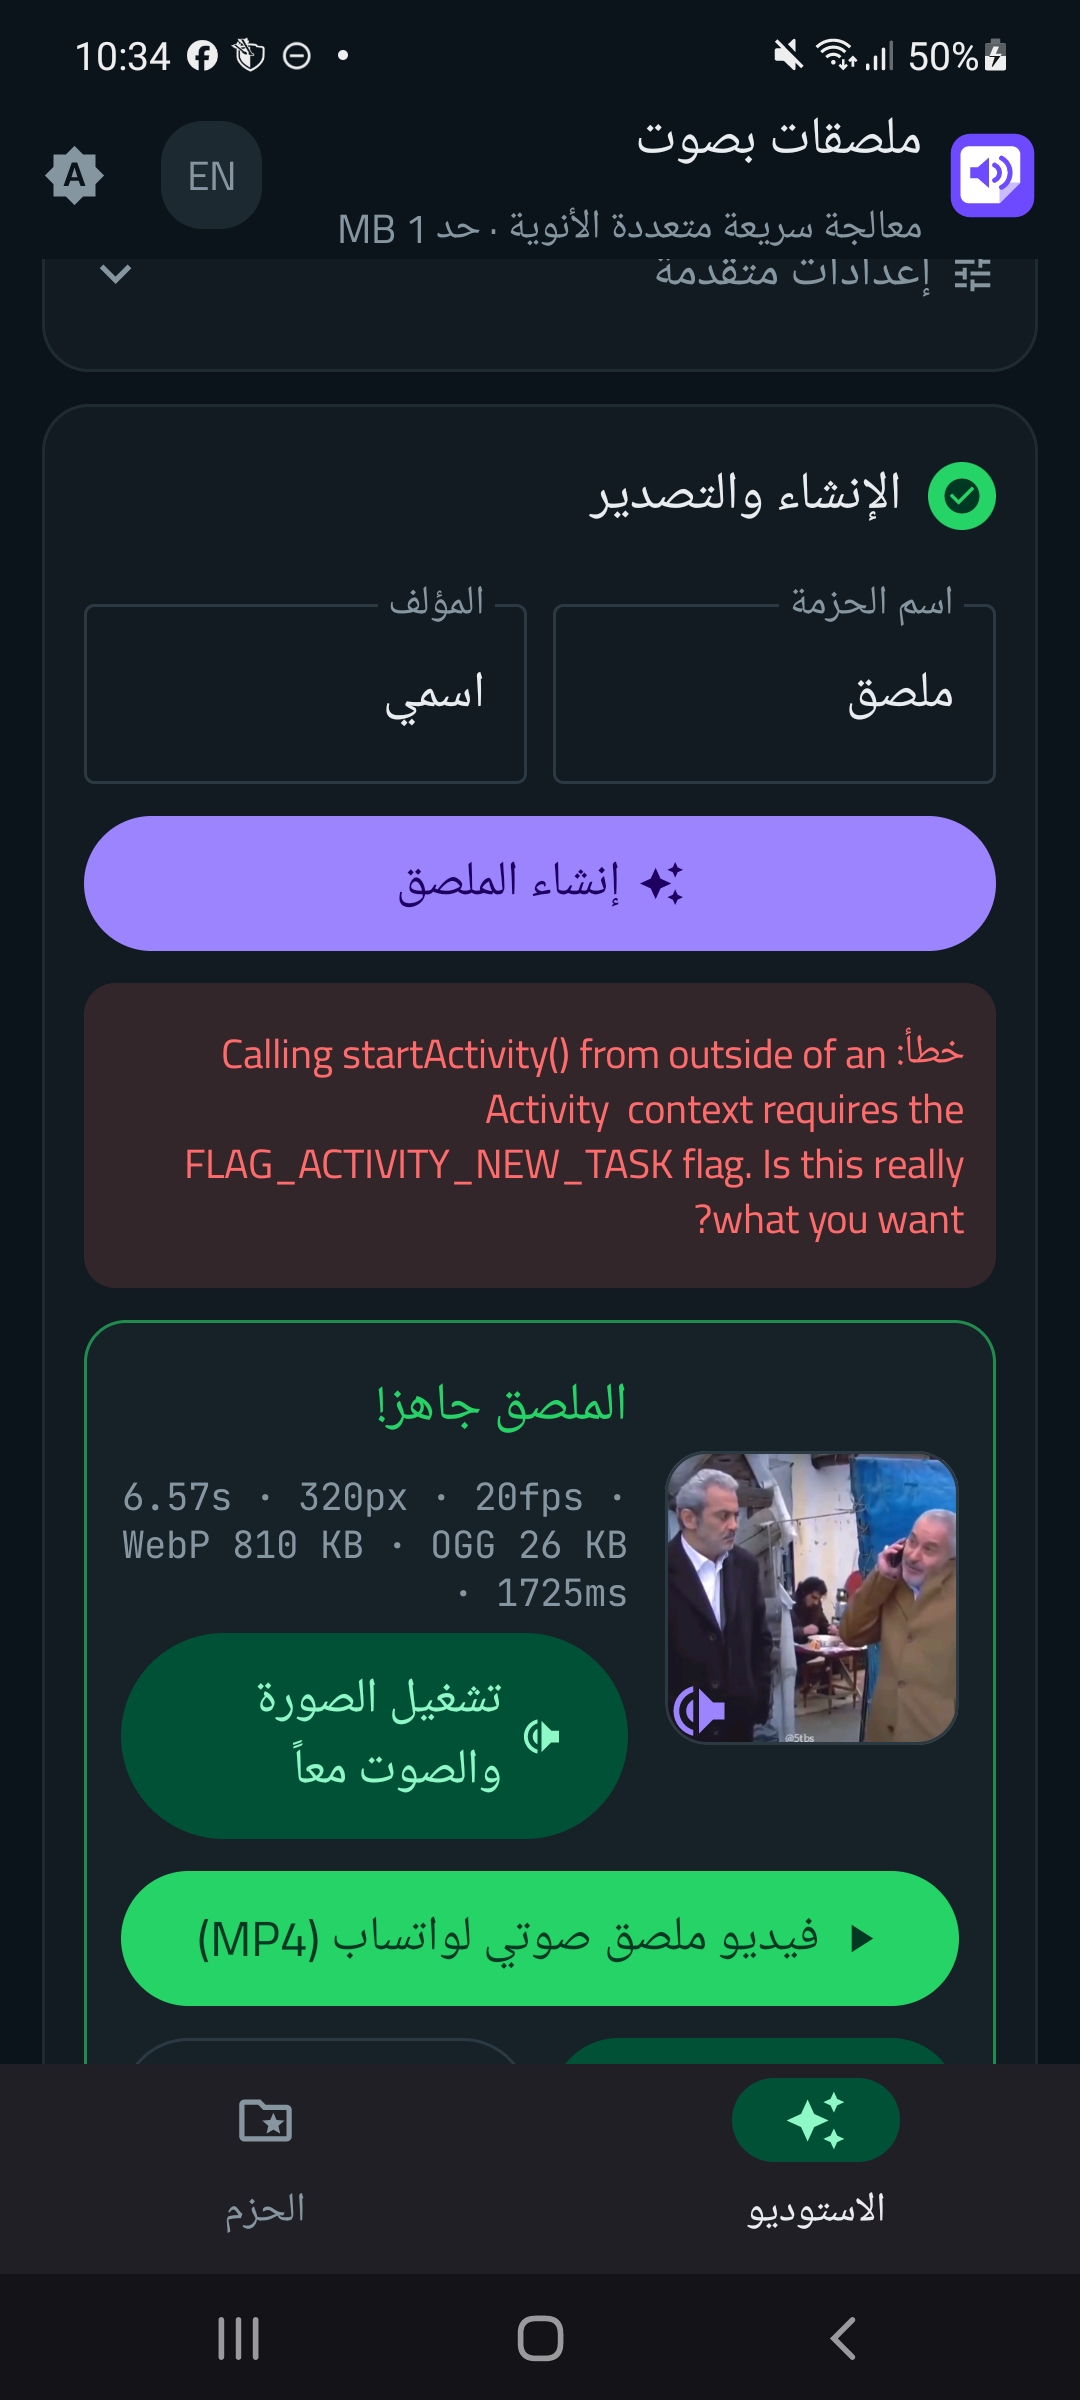 10:34
50%
ملصقات بصوت
EN
معالجة سريعة متعددة الأنوية · حد 1 MB
إعدادات متقدمة
الإنشاء والتصدير
اسم الحزمة
المؤلف
ملصق
اسمي
إنشاء الملصق
خطأ: Calling startActivity() from outside of an
Activity  context requires the
FLAG_ACTIVITY_NEW_TASK flag. Is this really
what you want?
الملصق جاهز!
6.57s · 320px · 20fps ·
WebP 810 KB · OGG 26 KB
· 1725ms
@5tbs
تشغيل الصورة
والصوت معاً
فيديو ملصق صوتي لواتساب (MP4)
الاستوديو
الحزم